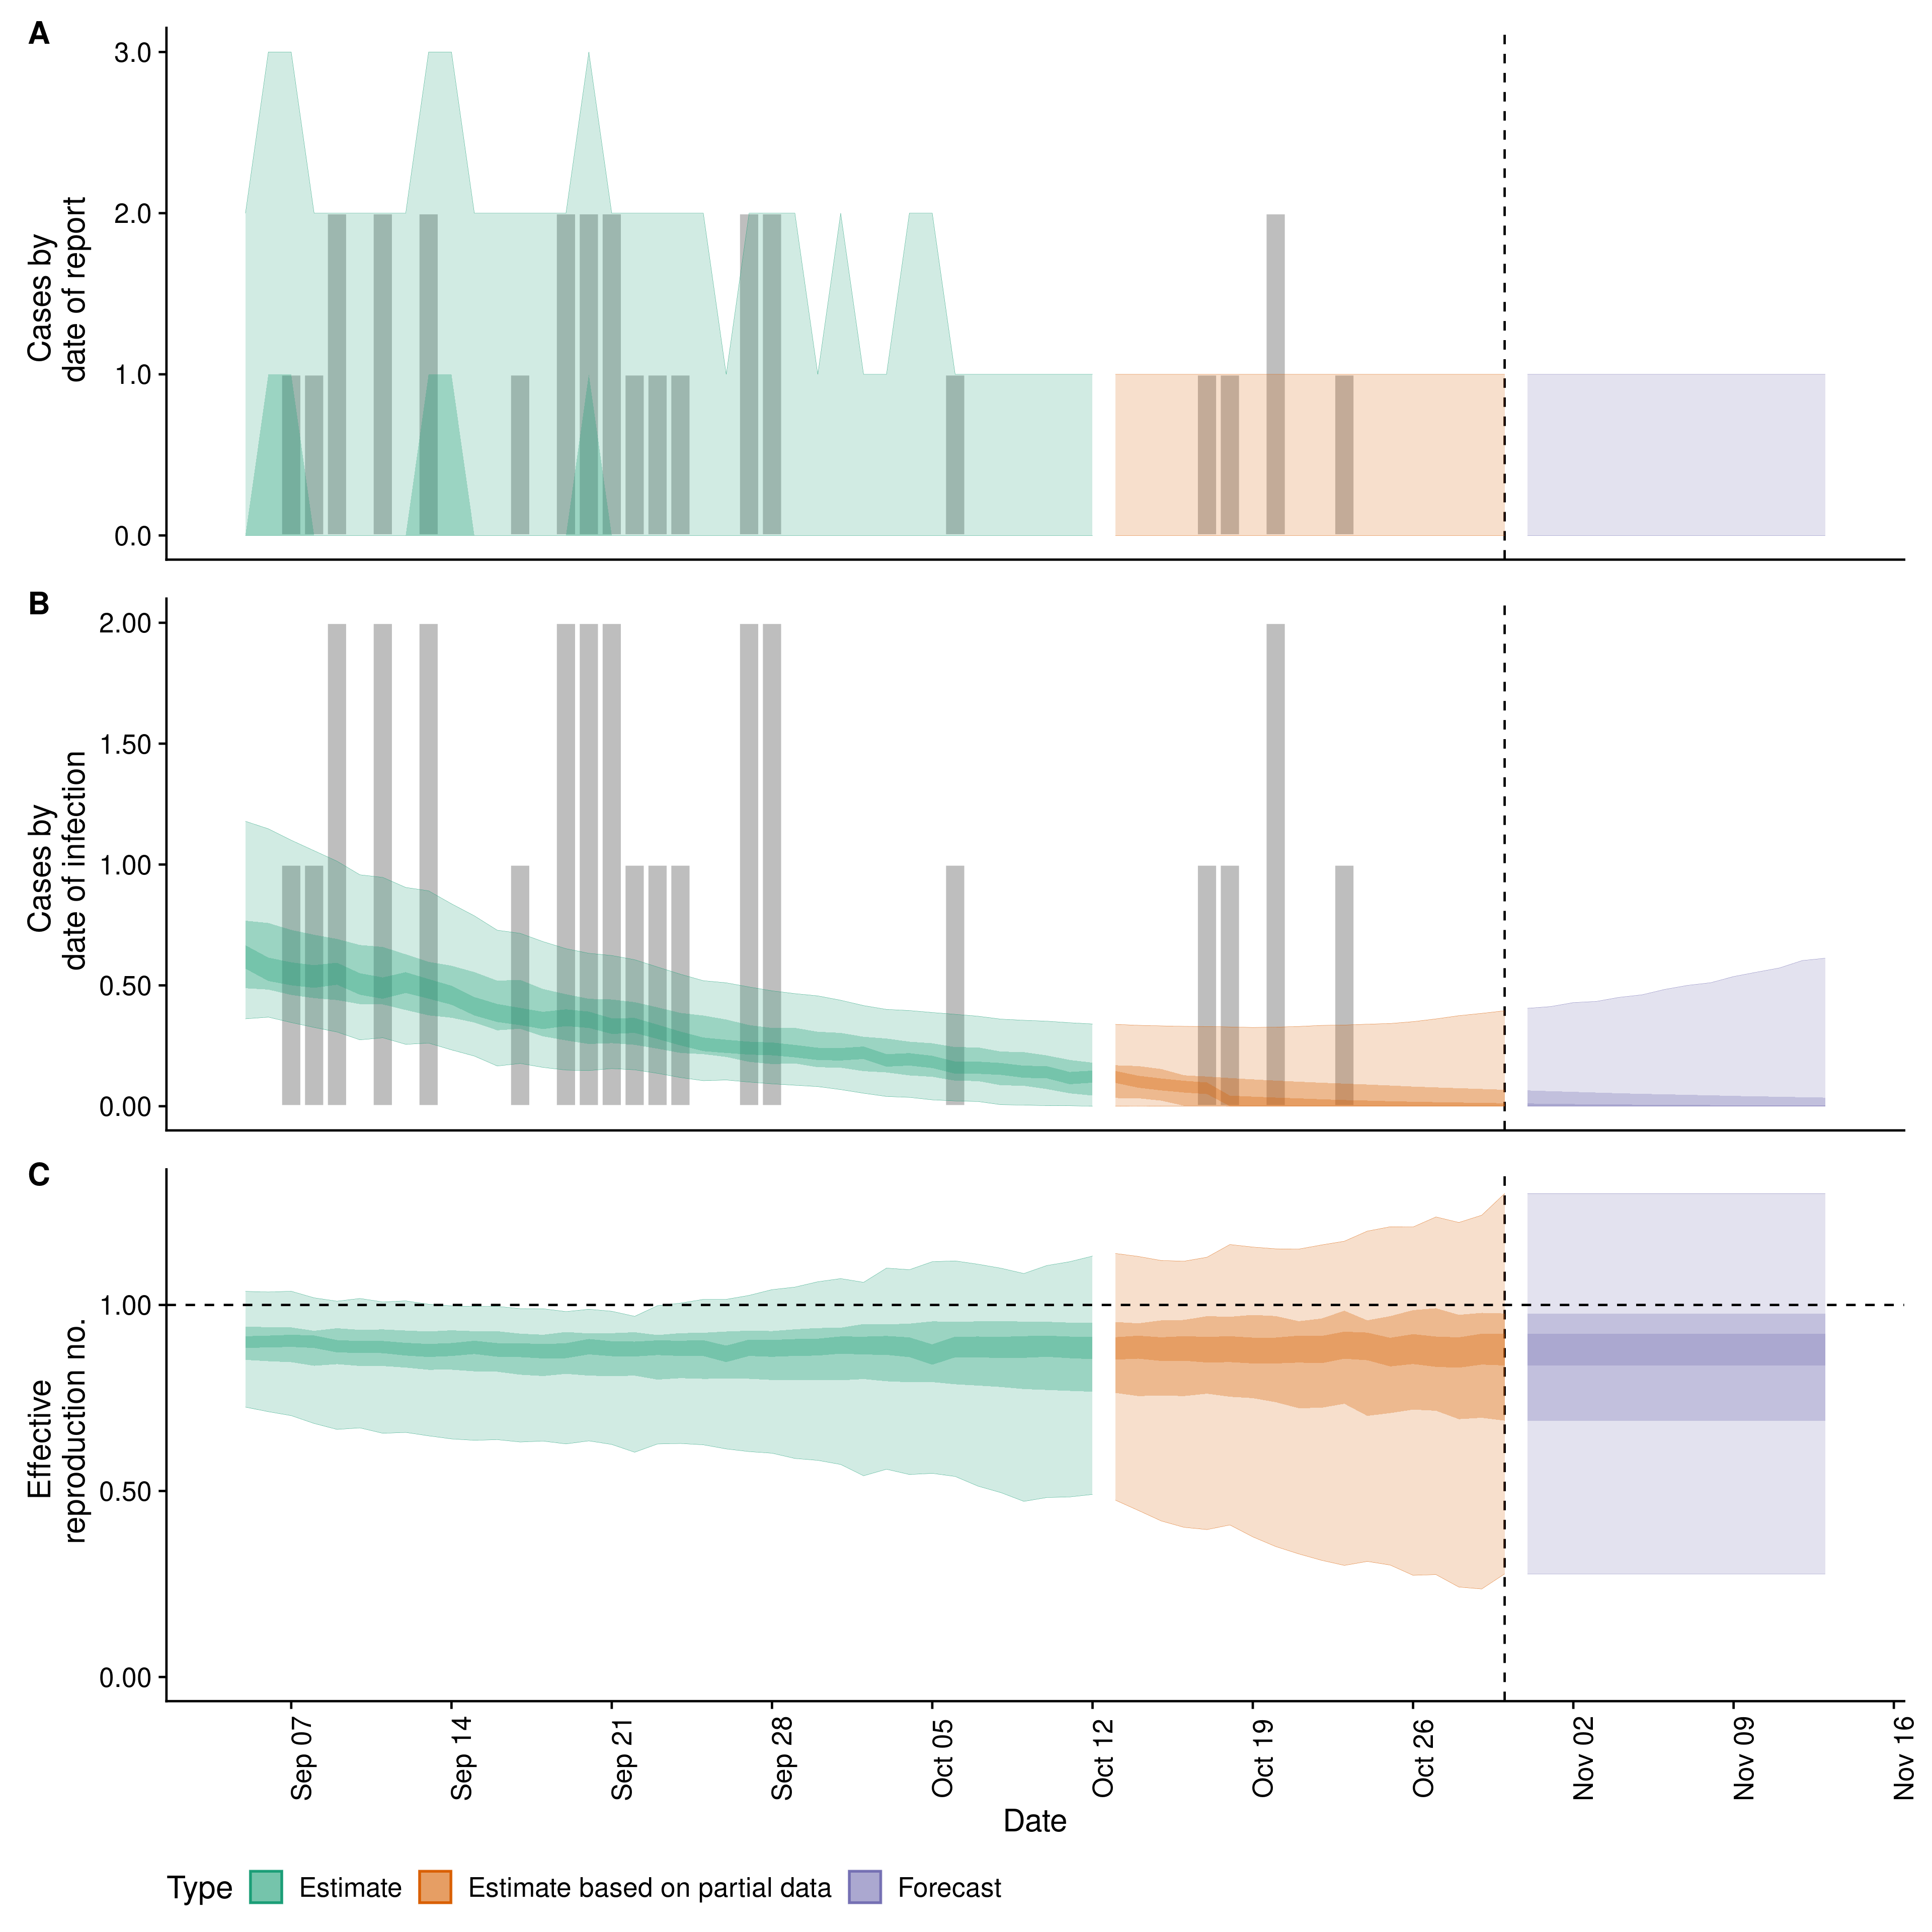 A
3.0
2.0
1.0
0.0
Cases by
date of report
B
2.00
1.50
1.00
0.50
0.00
Cases by
date of infection
C
1.00
0.50
0.00
Effective
reproduction no.
Sep 07
Sep 14
Sep 21
Sep 28
Oct 05
Oct 12
Oct 19
Oct 26
Nov 02
Nov 09
Nov 16
Date
Type Estimate Estimate based on partial data Forecast